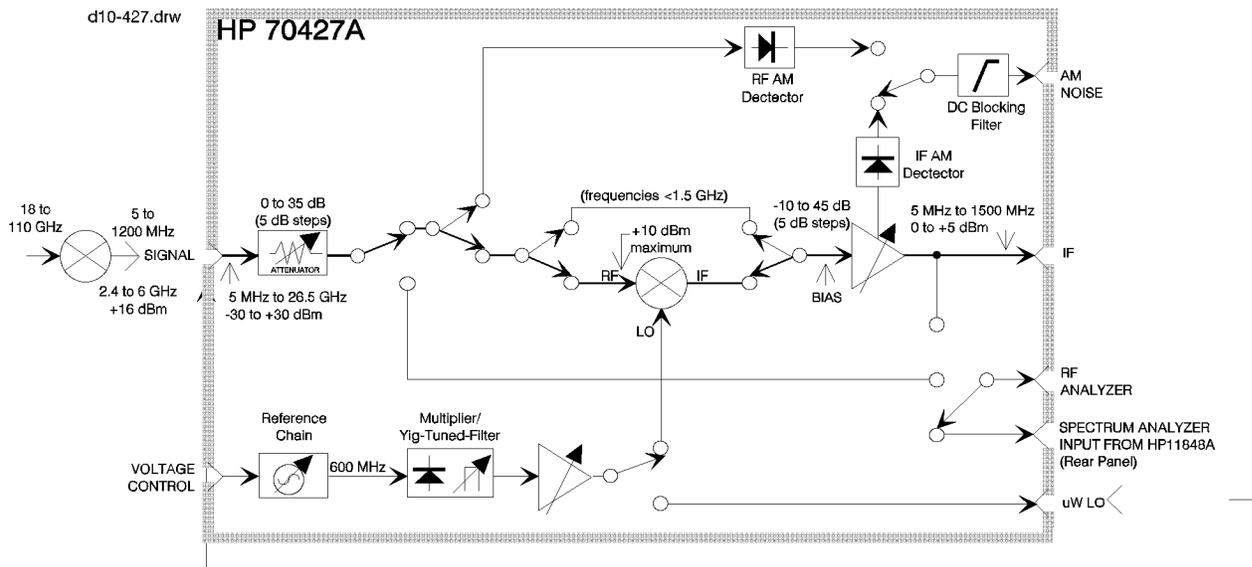 d10-427.drw
HP 70427A
RF AM
Dectector
AM
NOISE
DC Blocking
Filter
IF AM
Dectector
18 to
110 GHz
5 to
1200 MHz
SIGNAL
2.4 to 6 GHz
+16 dBm
0 to 35 dB
(5 dB steps)
ATTENUATOR
5 MHz to 26.5 GHz
-30 to +30 dBm
(frequencies <1.5 GHz)
+10 dBm
maximum
RF
IF
LO
-10 to 45 dB
(5 dB steps)
BIAS
5 MHz to 1500 MHz
0 to +5 dBm
IF
RF
ANALYZER
SPECTRUM ANALYZER
INPUT FROM HP11848A
(Rear Panel)
Reference
Chain
600 MHz
Multiplier/
Yig-Tuned-Filter
VOLTAGE
CONTROL
uW LO